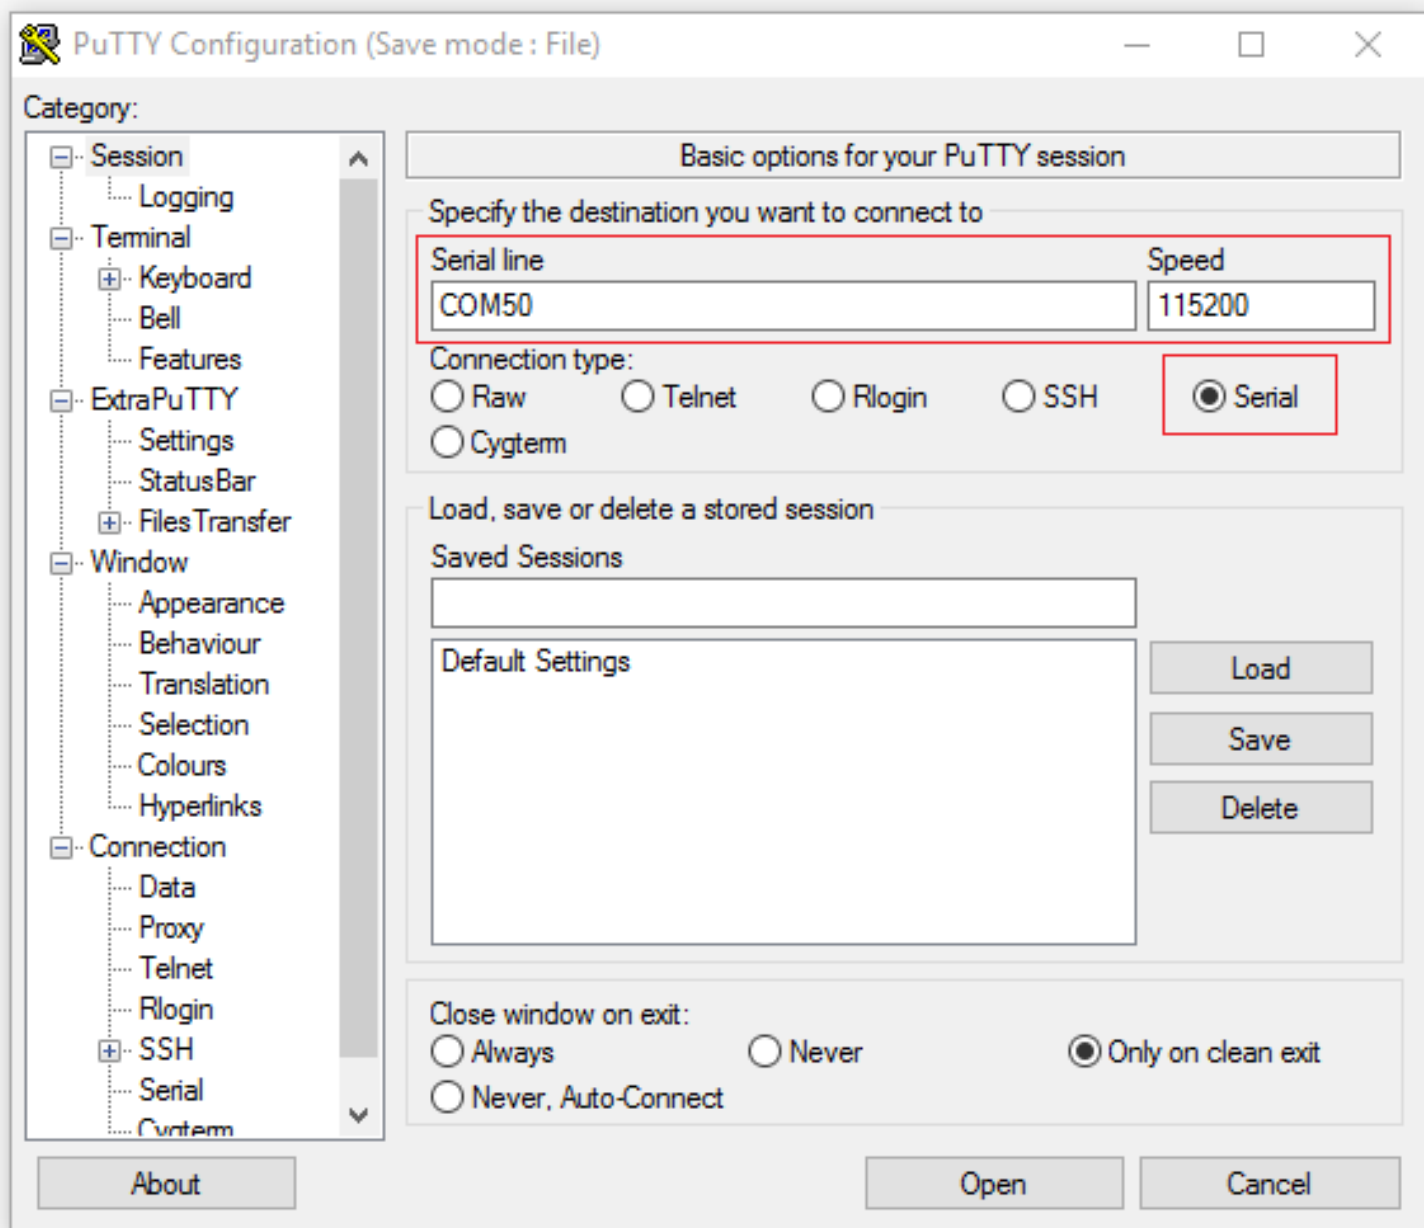 PuTTY Configuration (Save mode : File)
Category:
Session
Logging
Terminal
Keyboard
Bell
Features
ExtraPuTTY
Settings
StatusBar
FilesTransfer
Window
Appearance
Behaviour
Translation
Selection
Colours
Hyperlinks
Connection
Data
Proxy
Telnet
Rlogin
SSH
Serial
Cygterm
Basic options for your PuTTY session
Specify the destination you want to connect to
Serial line Speed
COM50 115200
Connection type:
Raw Telnet Rlogin SSH Serial
Cygterm
Load, save or delete a stored session
Saved Sessions
Default Settings
Load
Save
Delete
Close window on exit:
Always Never Only on clean exit
Never, Auto-Connect
About Open Cancel